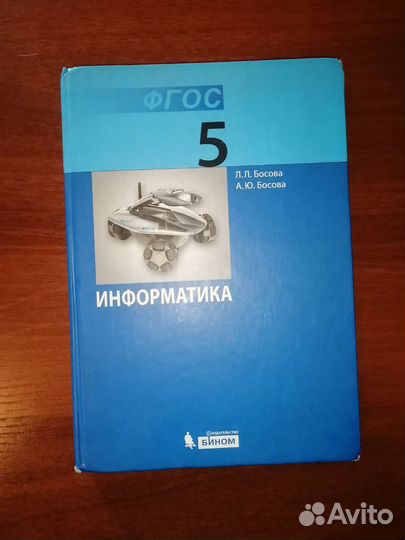 ФГОС
5
Л.Л. Босова
А.Ю. Босова
ИНФОРМАТИКА
ИЗДАТЕЛЬСТВО
БИНОМ
Avito